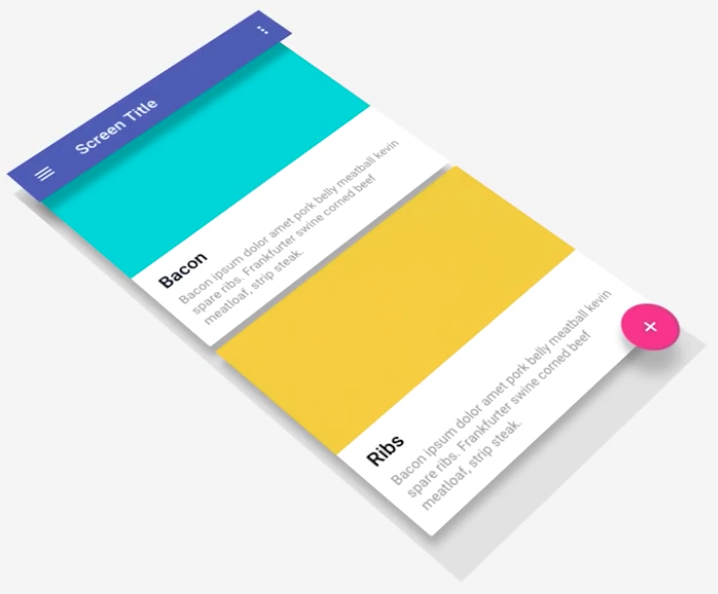 Screen Title
Bacon
Bacon ipsum dolor amet pork belly meatball kevin
spare ribs. Frankfurter swine corned beef
meatloaf, strip steak.
Ribs
Bacon ipsum dolor amet pork belly meatball kevin
spare ribs. Frankfurter swine corned beef
meatloaf, strip steak.